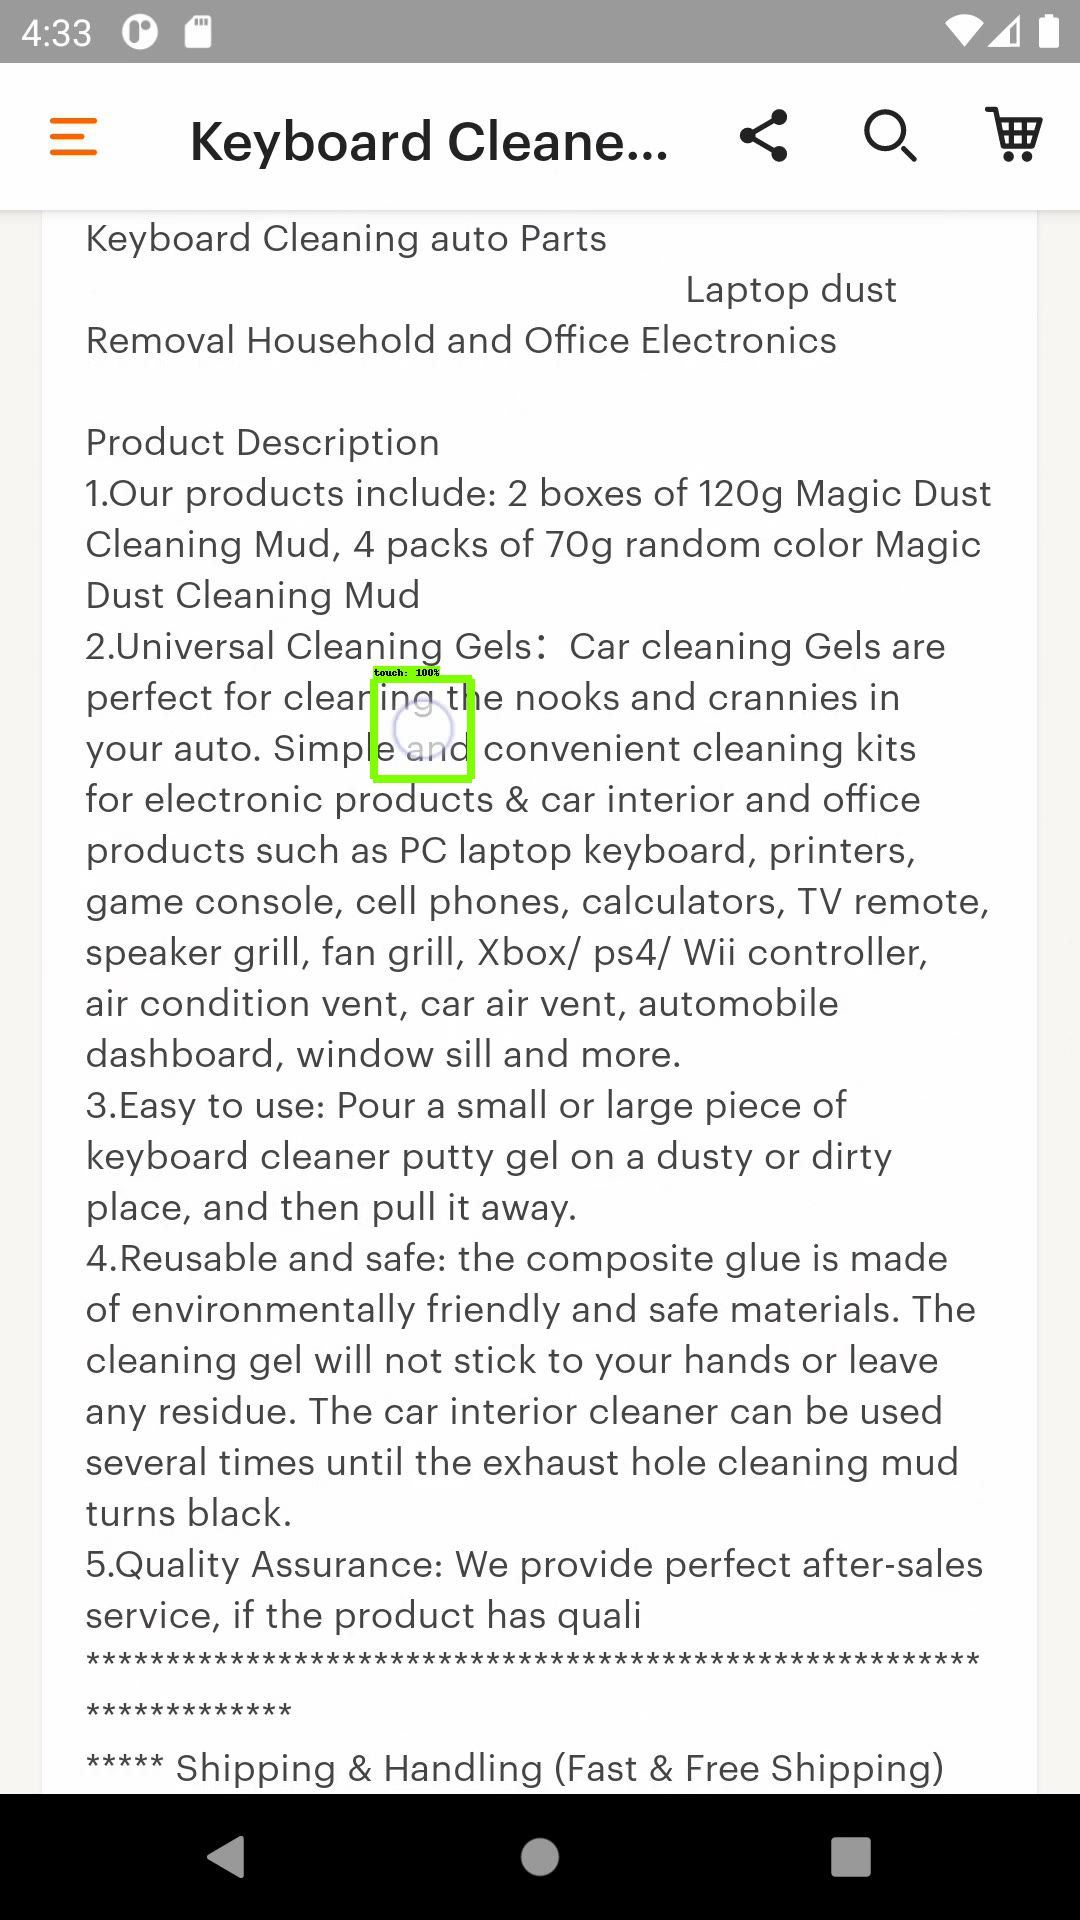 4:33
Keyboard Cleane...
Keyboard Cleaning auto Parts
Laptop dust
Removal Household and Office Electronics
Product Description
1.Our products include: 2 boxes of 120g Magic Dust
Cleaning Mud, 4 packs of 70g random color Magic
Dust Cleaning Mud
2.Universal Cleaning Gels：Car cleaning Gels are
touch: 100%
perfect for cleaning the nooks and crannies in
your auto. Simple and convenient cleaning kits
for electronic products & car interior and office
products such as PC laptop keyboard, printers,
game console, cell phones, calculators, TV remote,
speaker grill, fan grill, Xbox/ ps4/ Wii controller,
air condition vent, car air vent, automobile
dashboard, window sill and more.
3.Easy to use: Pour a small or large piece of
keyboard cleaner putty gel on a dusty or dirty
place, and then pull it away.
4.Reusable and safe: the composite glue is made
of environmentally friendly and safe materials. The
cleaning gel will not stick to your hands or leave
any residue. The car interior cleaner can be used
several times until the exhaust hole cleaning mud
turns black.
5.Quality Assurance: We provide perfect after-sales
service, if the product has quali
********************************************************
*************
***** Shipping & Handling (Fast & Free Shipping)